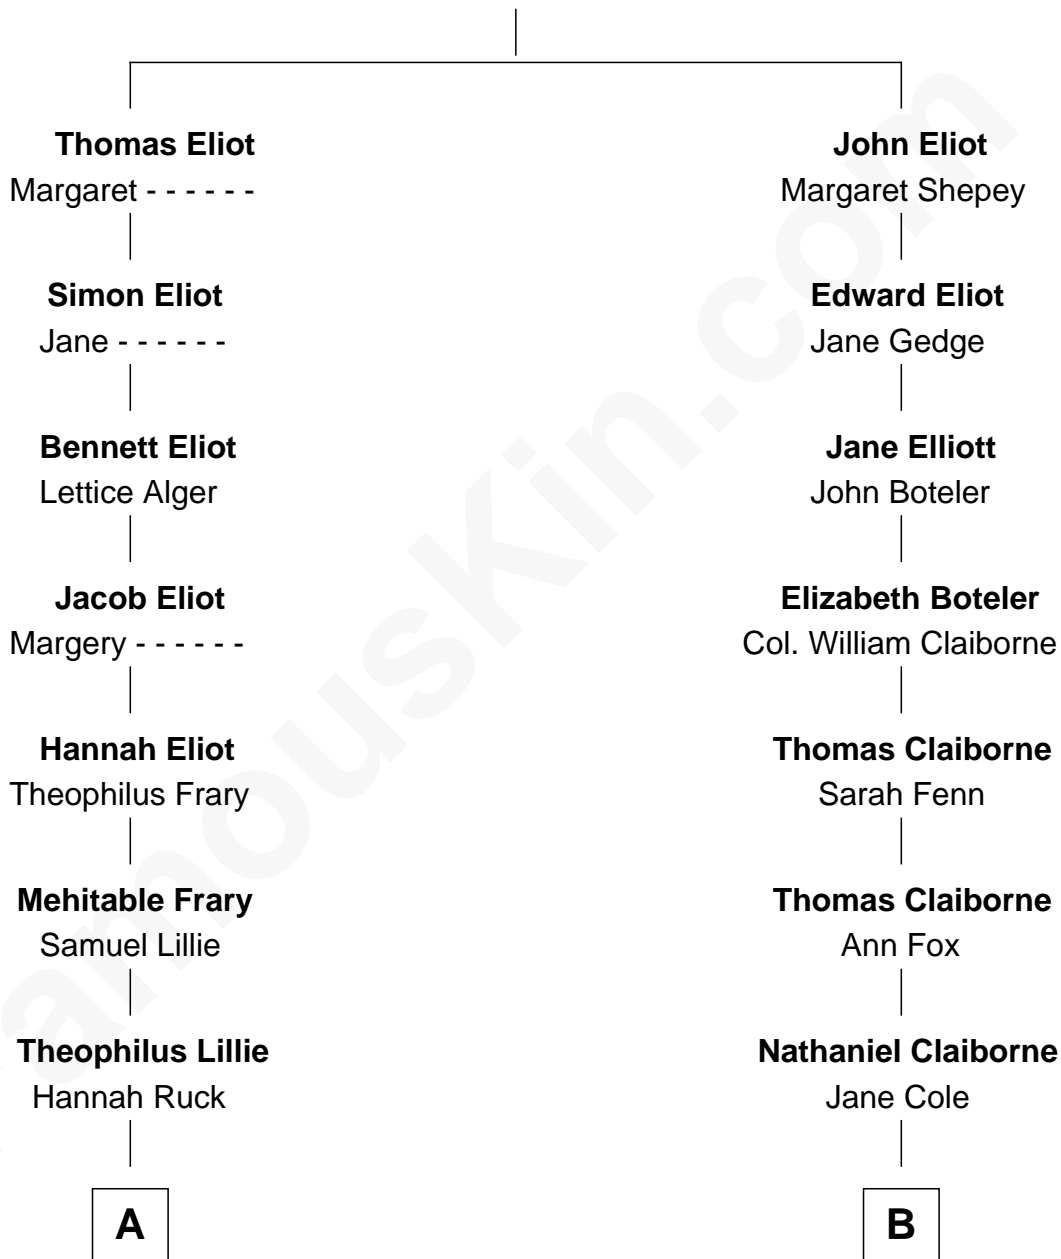 Thomas Eliot
Margaret - - - - - -
Simon Eliot
Jane - - - - - -
Bennett Eliot
Lettice Alger
Jacob Eliot
Margery - - - - - -
Hannah Eliot
Theophilus Frary
Mehitable Frary
Samuel Lillie
Theophilus Lillie
Hannah Ruck
A
John Eliot
Margaret Shepey
Edward Eliot
Jane Gedge
Jane Elliott
John Boteler
Elizabeth Boteler
Col. William Claiborne
Thomas Claiborne
Sarah Fenn
Thomas Claiborne
Ann Fox
Nathaniel Claiborne
Jane Cole
B
amousKin.com